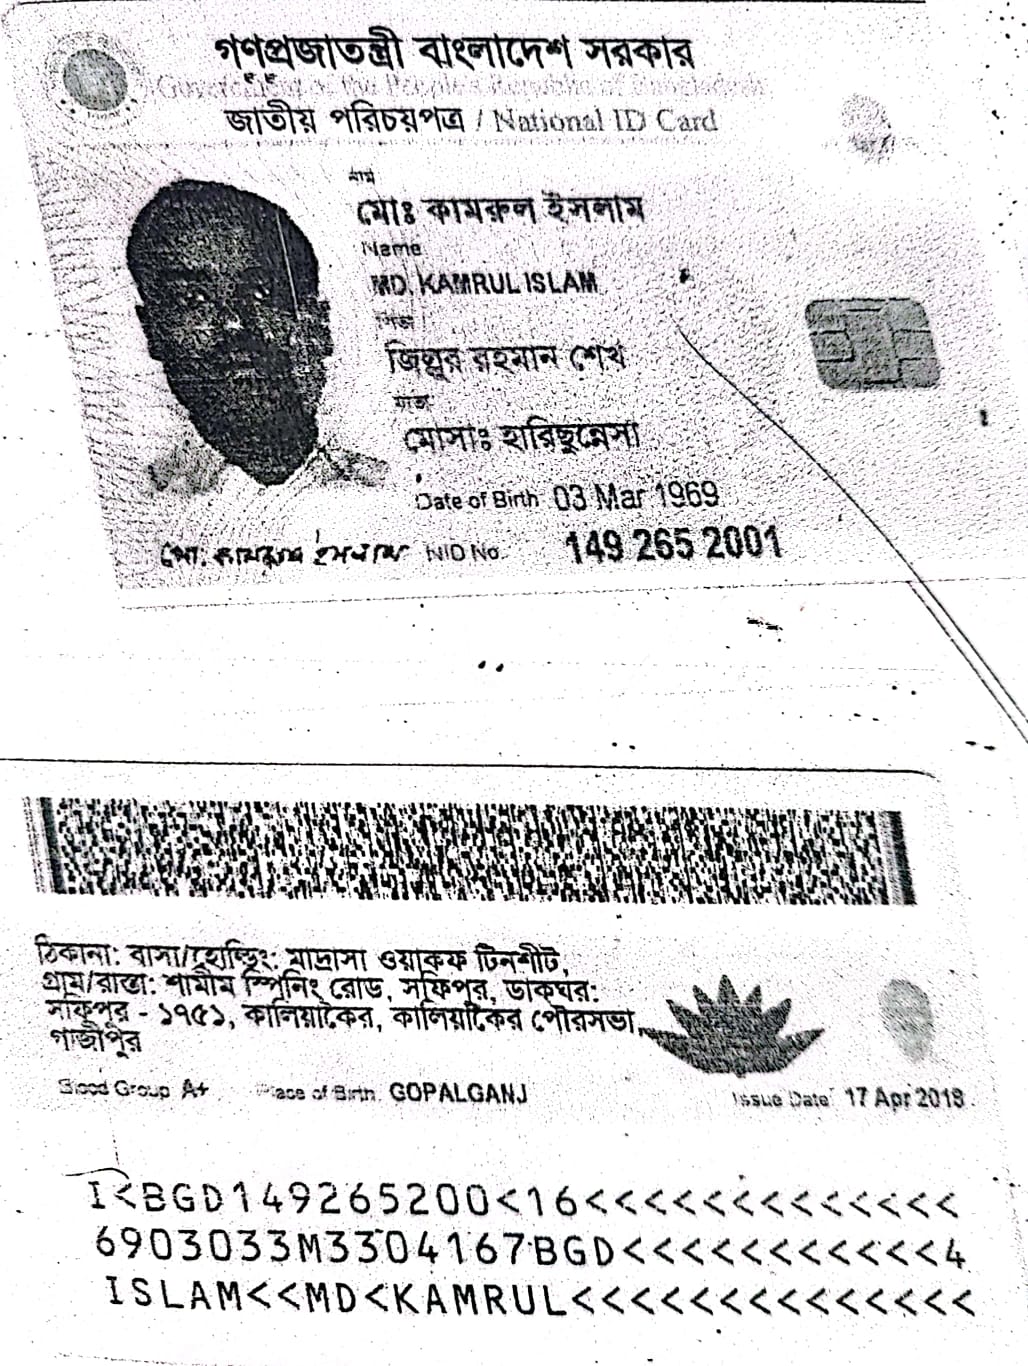 গণপ্রজাতন্ত্রী বাংলাদেশ সরকার
Government of the People's Republic of Bangladesh
জাতীয় পরিচয়পত্র / National ID Card
নাম
মোঃ কামরুল ইসলাম
Name
MD. KAMRUL ISLAM
পিতা
জিল্লুর রহমান শেখ
মাতা
মোসাঃ হারিছুন্নেসা
Date of Birth 03 Mar 1969
মো: কামরুল ইসলাম NID No. 149 265 2001
ঠিকানা: বাসা/হোল্ডিং: মাদ্রাসা ওয়াকফ টিনশীট,
গ্রাম/রাস্তা: শামীম স্পিনিং রোড, সফিপুর, ডাকঘর:
সফিপুর - ১৭৫১, কালিয়াকৈর, কালিয়াকৈর পৌরসভা,
গাজীপুর
Blood Group A+ Place of Birth GOPALGANJ Issue Date 17 Apr 2018
I<BGD149265200<16<<<<<<<<<<<<<
6903033M3304167BGD<<<<<<<<<<<4
ISLAM<<MD<KAMRUL<<<<<<<<<<<<<<